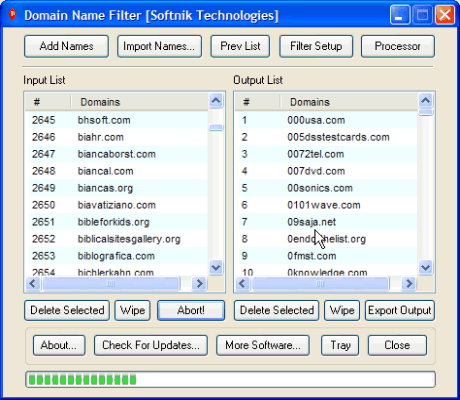 Domain Name Filter [Softnik Technologies]
Add Names Import Names... Prev List Filter Setup Processor
Input List Output List
# Domains # Domains
2645 bhsoft.com 1 000usa.com
2646 biahr.com 2 005dsstestcards.com
2647 biancaborst.com 3 0072tel.com
2648 biancal.com 4 007dvd.com
2649 biancas.org 5 00sonics.com
2650 biavatiziano.com 6 0101wave.com
2651 bibleforkids.org 7 09saja.net
2652 biblicalsitesgallery.org 8
2653 biblografica.com 9 0fmst.com
2654 bichlerkahn.com 10 0knowledge.com
Delete Selected Wipe Abort! Delete Selected Wipe Export Output
About... Check For Updates... More Software... Tray Close